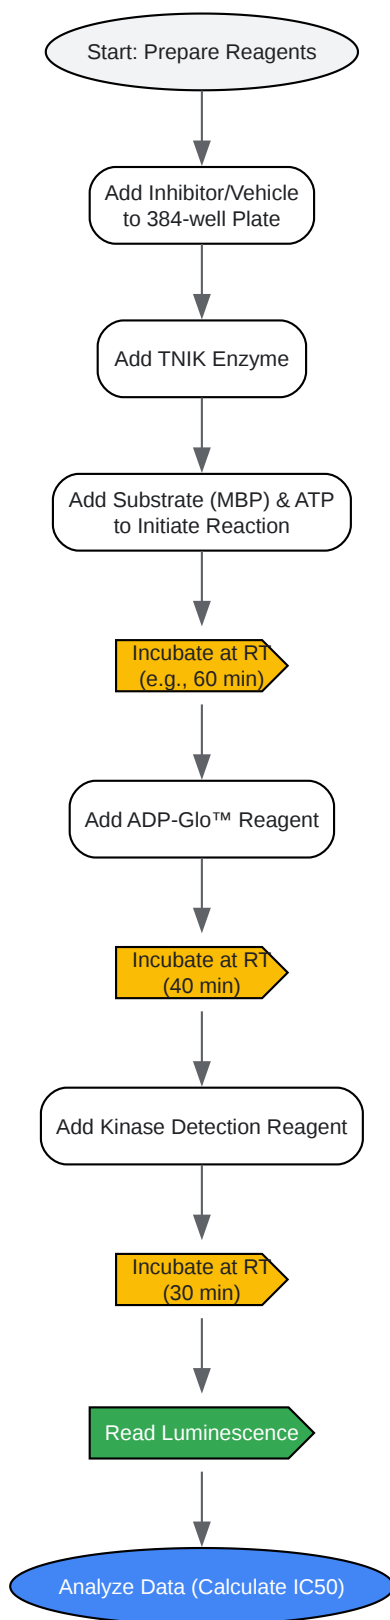 Start: Prepare Reagents
Add Inhibitor/Vehicle
to 384-well Plate
Add TNIK Enzyme
Add Substrate (MBP) & ATP
to Initiate Reaction
Incubate at RT
(e.g., 60 min)
Add ADP-Glo™ Reagent
Incubate at RT
(40 min)
Add Kinase Detection Reagent
Incubate at RT
(30 min)
Read Luminescence
Analyze Data (Calculate IC50)